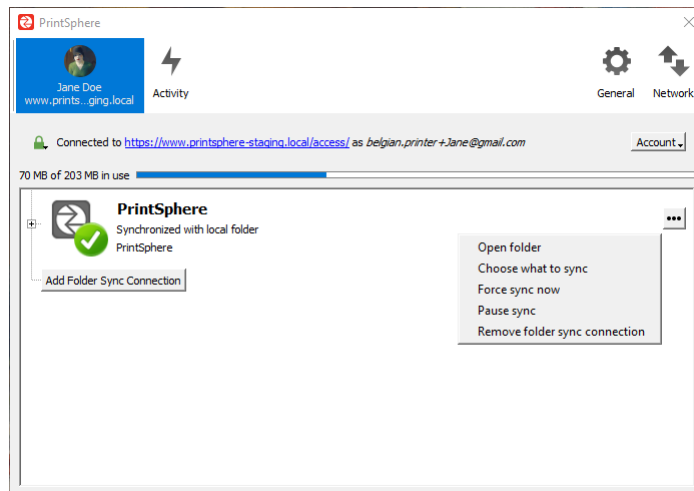 PrintSphere
Jane Doe
www.prints...ging.local
Activity
General
Network
Connected to https://www.printsphere-staging.local/access/ as belgian.printer+Jane@gmail.com
Account
70 MB of 203 MB in use
PrintSphere
Synchronized with local folder
PrintSphere
Add Folder Sync Connection
Open folder
Choose what to sync
Force sync now
Pause sync
Remove folder sync connection